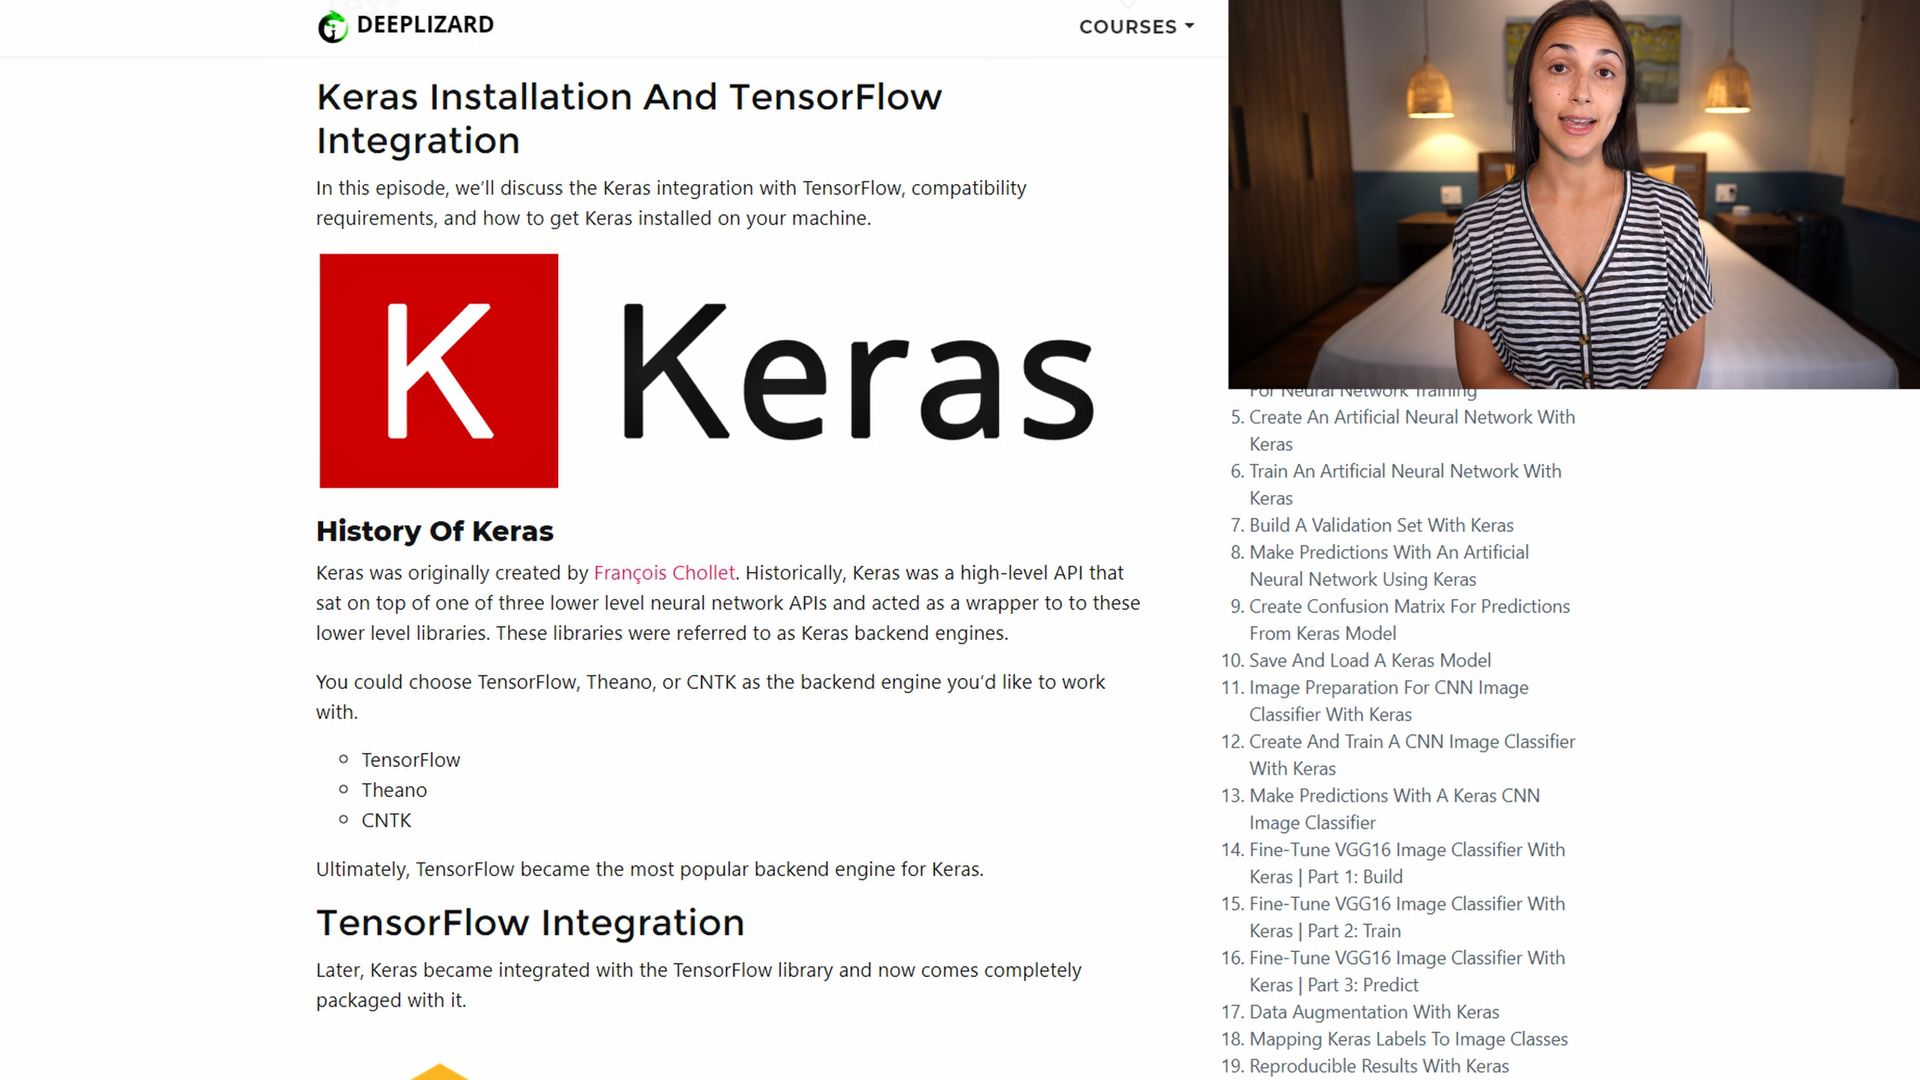 DEEPLIZARD
COURSES
Keras Installation And TensorFlow
Integration
In this episode, we’ll discuss the Keras integration with TensorFlow, compatibility
requirements, and how to get Keras installed on your machine.
K Keras
History Of Keras
Keras was originally created by François Chollet. Historically, Keras was a high-level API that
sat on top of one of three lower level neural network APIs and acted as a wrapper to to these
lower level libraries. These libraries were referred to as Keras backend engines.
You could choose TensorFlow, Theano, or CNTK as the backend engine you’d like to work
with.
TensorFlow
Theano
CNTK
Ultimately, TensorFlow became the most popular backend engine for Keras.
TensorFlow Integration
Later, Keras became integrated with the TensorFlow library and now comes completely
packaged with it.
For Neural Network Training
5. Create An Artificial Neural Network With
Keras
6. Train An Artificial Neural Network With
Keras
7. Build A Validation Set With Keras
8. Make Predictions With An Artificial
Neural Network Using Keras
9. Create Confusion Matrix For Predictions
From Keras Model
10. Save And Load A Keras Model
11. Image Preparation For CNN Image
Classifier With Keras
12. Create And Train A CNN Image Classifier
With Keras
13. Make Predictions With A Keras CNN
Image Classifier
14. Fine-Tune VGG16 Image Classifier With
Keras | Part 1: Build
15. Fine-Tune VGG16 Image Classifier With
Keras | Part 2: Train
16. Fine-Tune VGG16 Image Classifier With
Keras | Part 3: Predict
17. Data Augmentation With Keras
18. Mapping Keras Labels To Image Classes
19. Reproducible Results With Keras